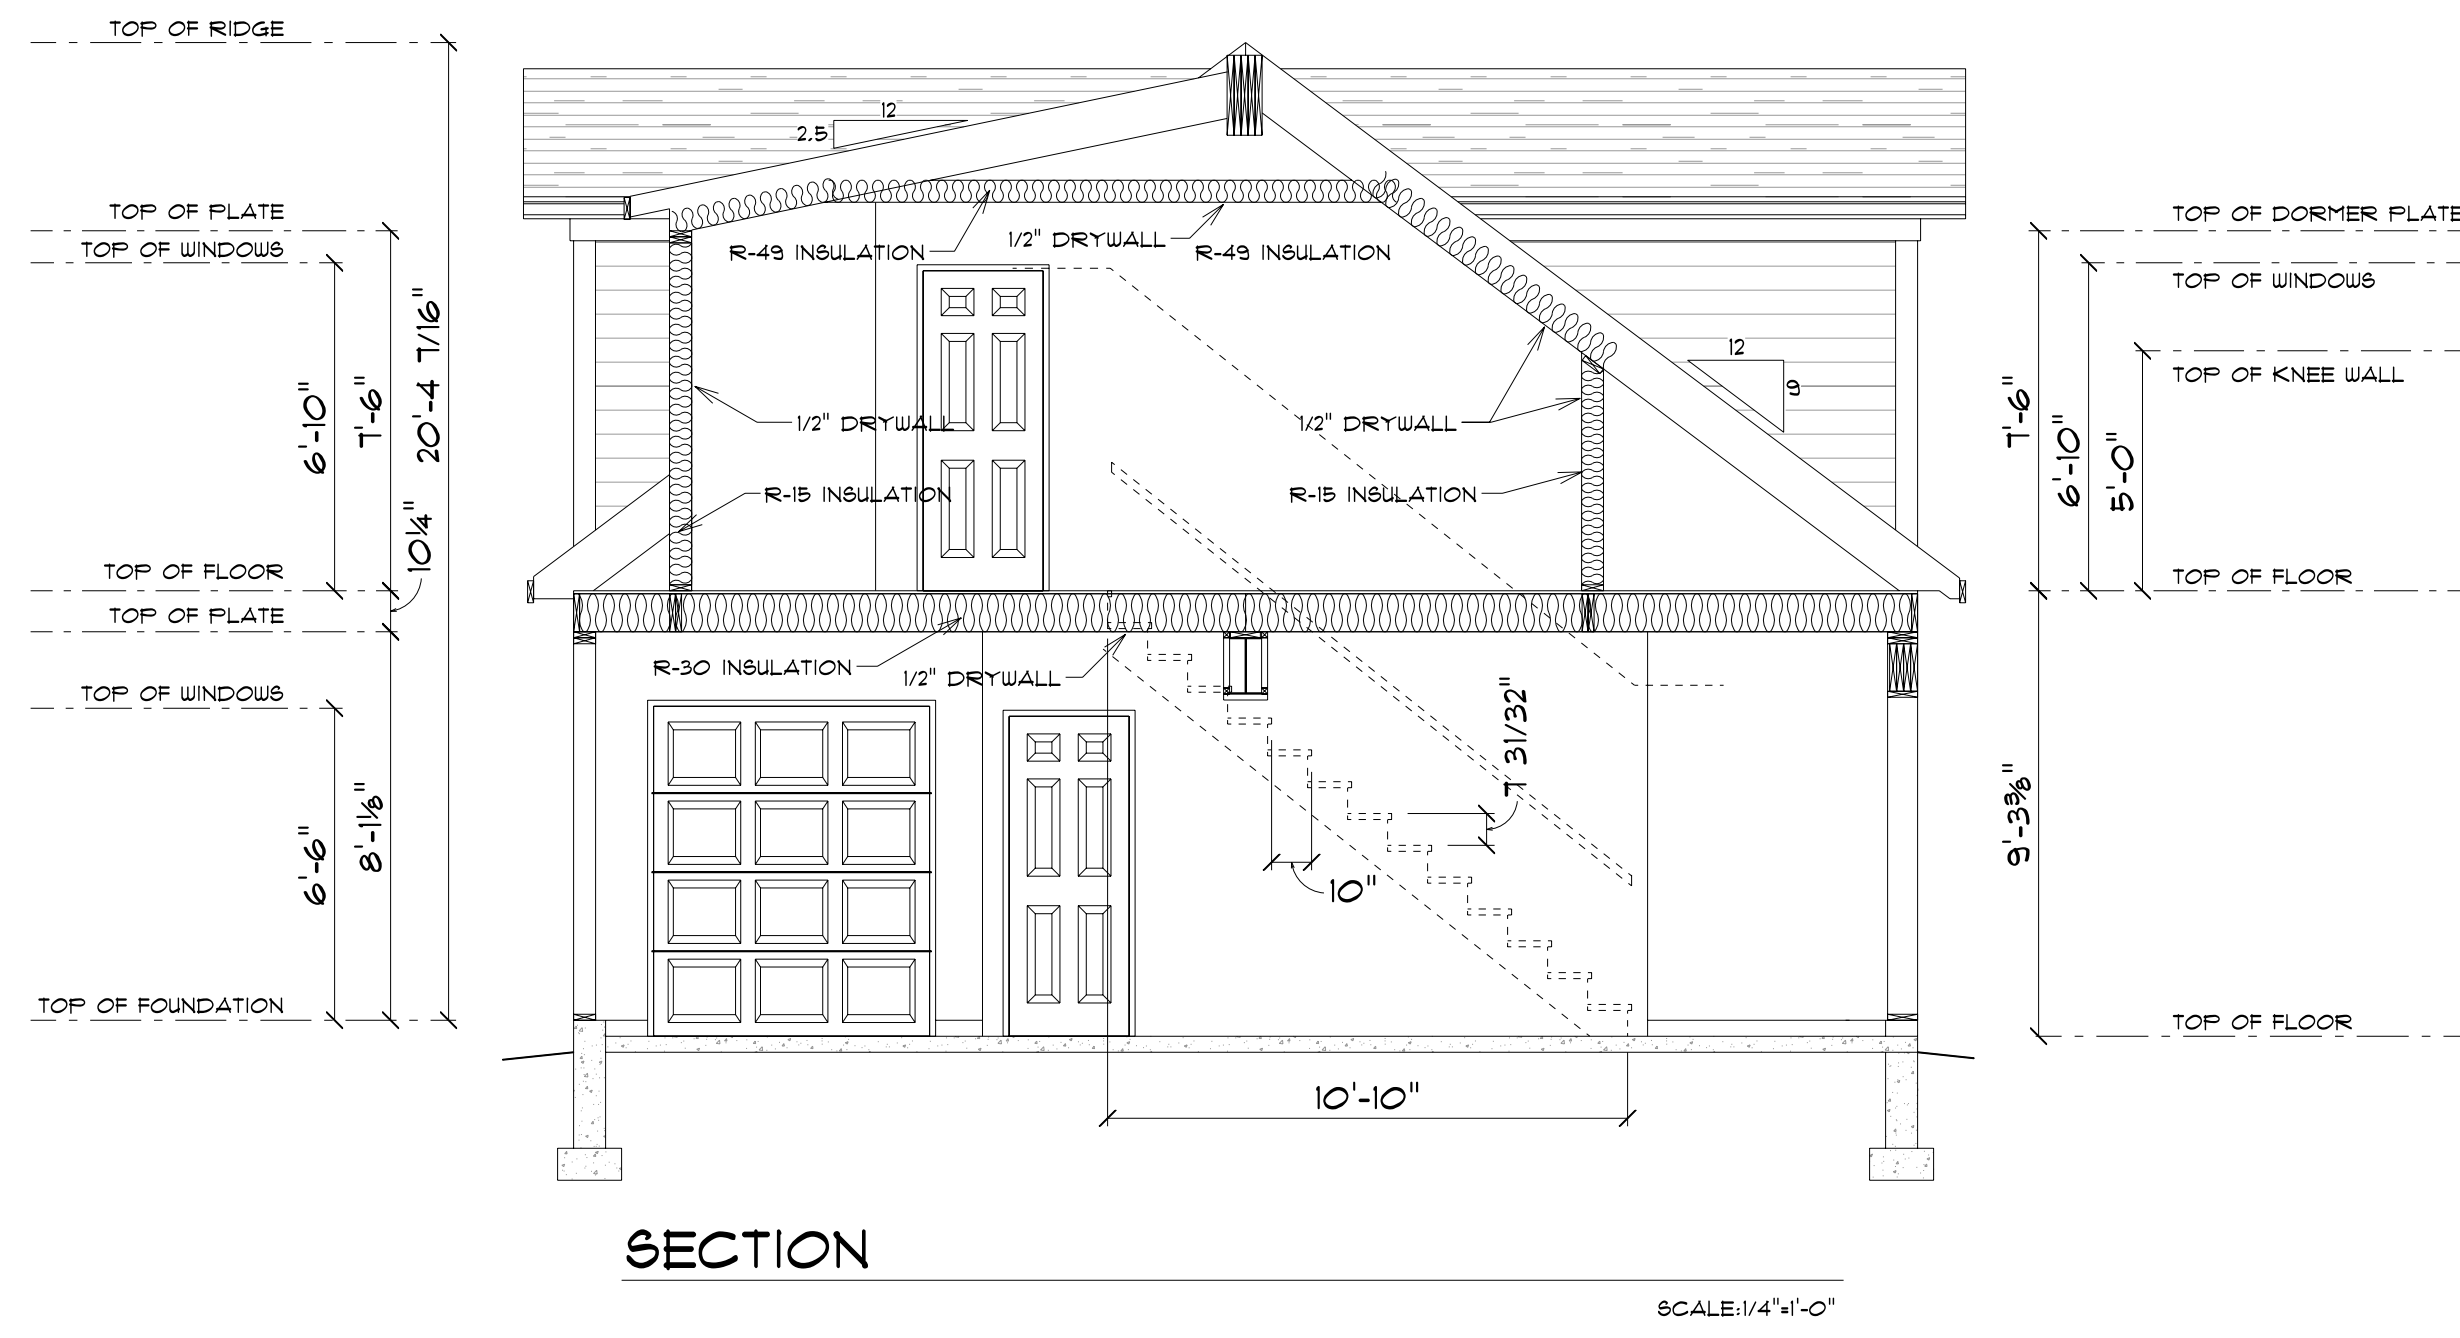 TOP OF RIDGE
12
2.5
TOP OF PLATE
TOP OF DORMER PLATE
TOP OF WINDOWS
R-49 INSULATION
1/2" DRYWALL
R-49 INSULATION
TOP OF WINDOWS
20'-4 7/16"
12
9
TOP OF KNEE WALL
6'-10"
7'-6"
1/2" DRYWALL
1/2" DRYWALL
7'-6"
6'-10"
5'-0"
R-15 INSULATION
R-15 INSULATION
10¼"
TOP OF FLOOR
TOP OF FLOOR
TOP OF PLATE
R-30 INSULATION
1/2" DRYWALL
TOP OF WINDOWS
7 31/32"
6'-6"
8'-1⅛"
10"
9'-3⅜"
TOP OF FOUNDATION
TOP OF FLOOR
10'-10"
SECTION
SCALE:1/4"=1'-0"